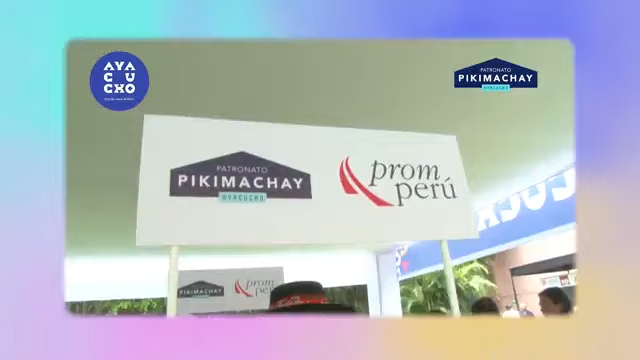 AYA
CU
CHO
PATRONATO
PIKIMACHAY
AYACUCHO
PATRONATO
PIKIMACHAY
AYACUCHO
prom
perú
PIKIMACHAY
prom
perú